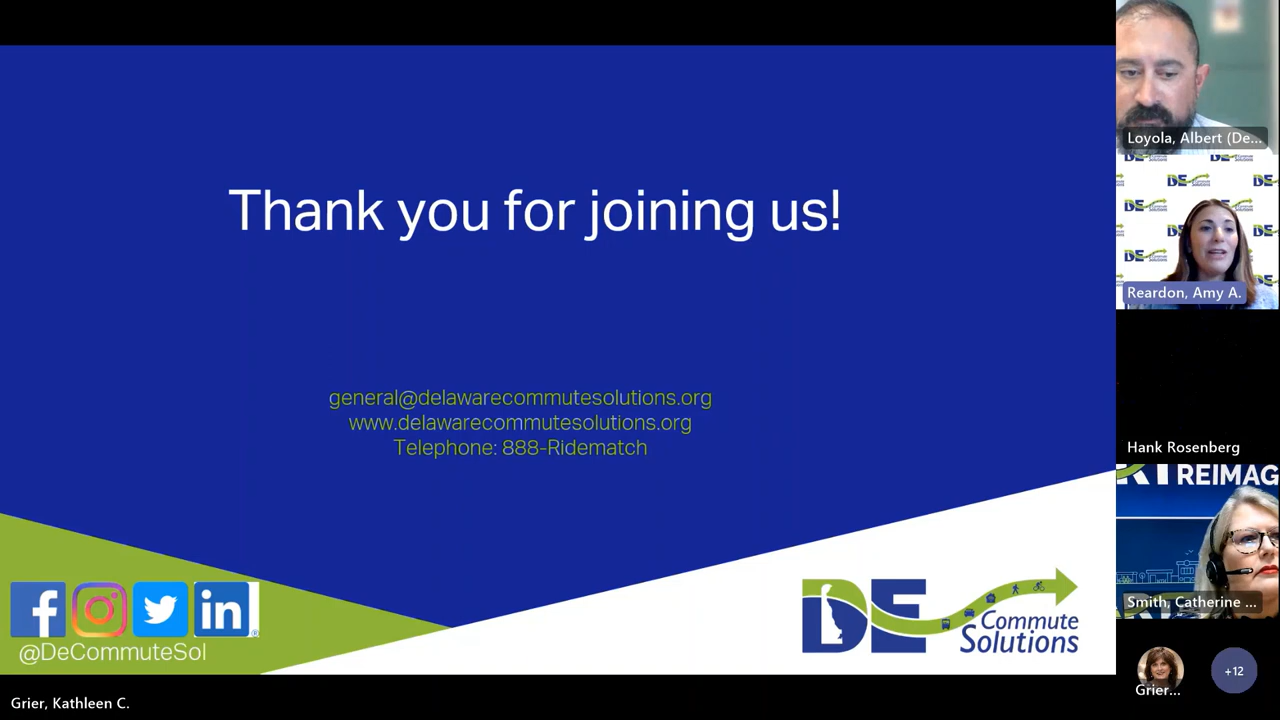 Thank you for joining us!
general@delawarecommutesolutions.org
www.delawarecommutesolutions.org
Telephone: 888-Ridematch
@DeCommuteSol
DE Commute
Solutions
Grier, Kathleen C.
Loyola, Albert (De...
Reardon, Amy A.
Hank Rosenberg
REIMAG
Smith, Catherine ...
Grier...
+12